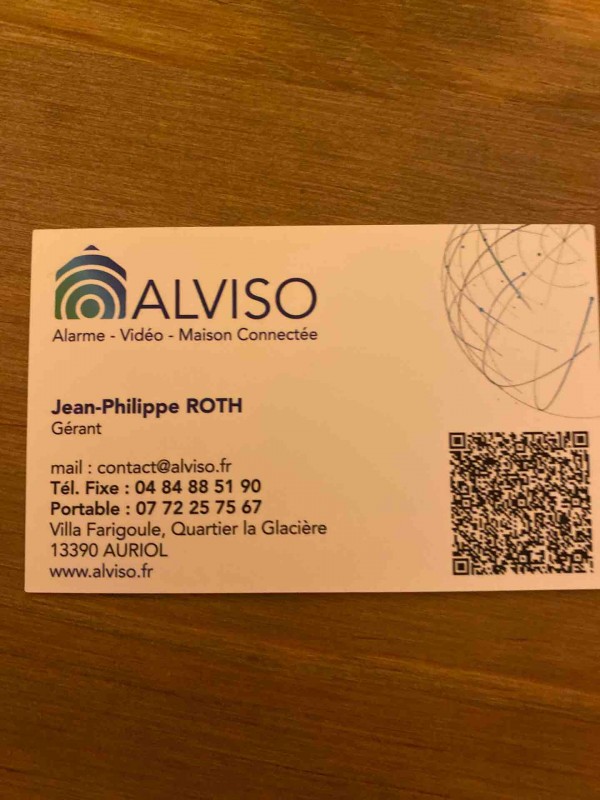 ALVISO
Alarme - Vidéo - Maison Connectée
Jean-Philippe ROTH
Gérant
mail : contact@alviso.fr
Tél. Fixe : 04 84 88 51 90
Portable : 07 72 25 75 67
Villa Farigoule, Quartier la Glacière
13390 AURIOL
www.alviso.fr